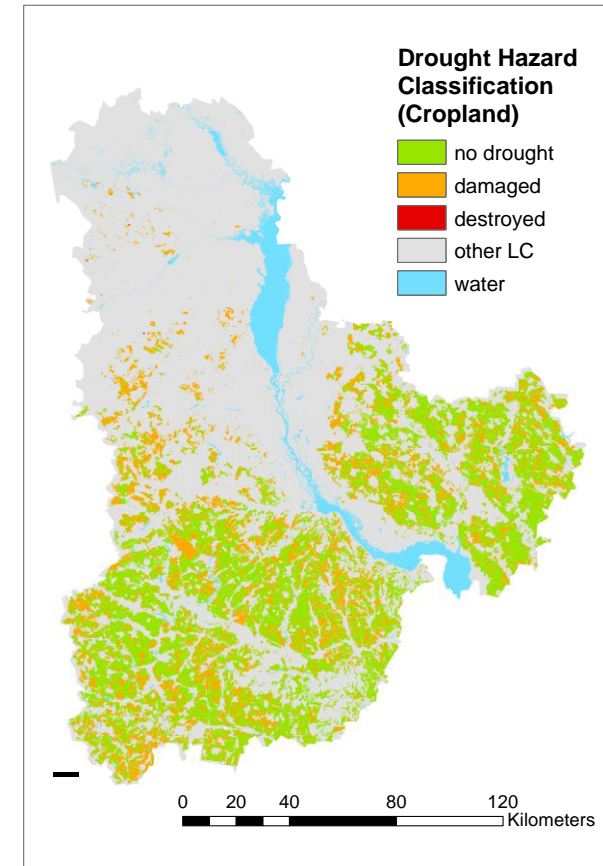 Drought Hazard
Classification
(Cropland)
no drought
damaged
destroyed
other LC
water
0 20 40 80 120
Kilometers